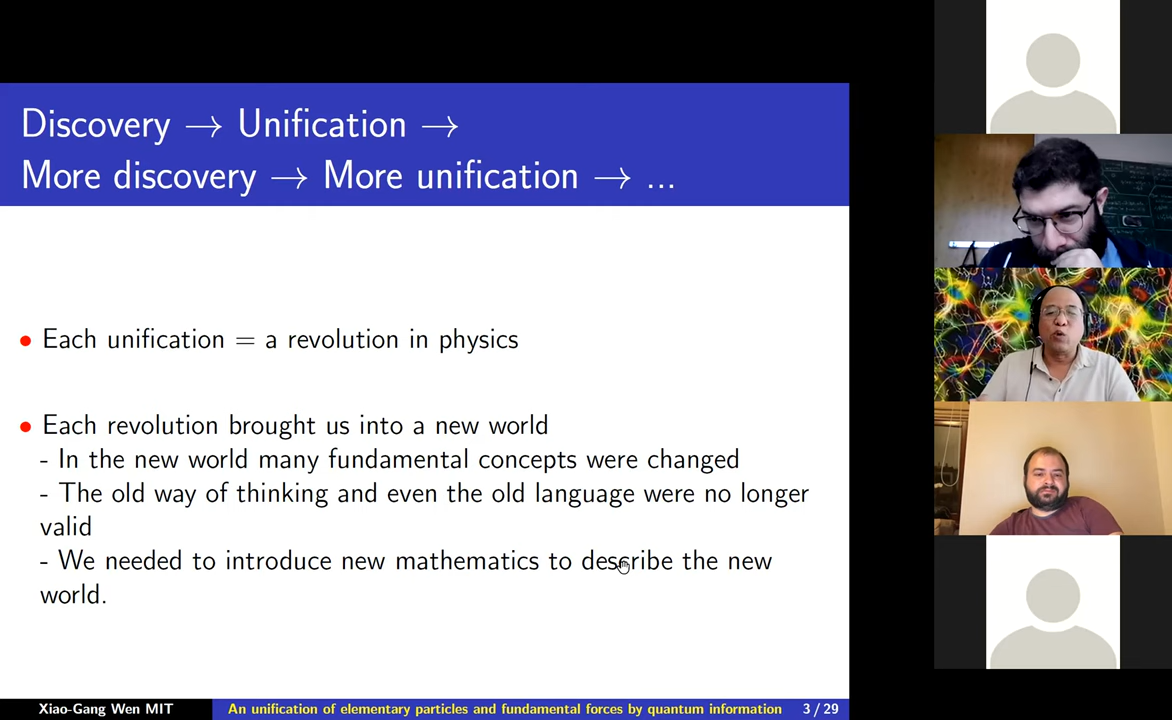 Discovery → Unification →
More discovery → More unification → ...
• Each unification = a revolution in physics
• Each revolution brought us into a new world
- In the new world many fundamental concepts were changed
- The old way of thinking and even the old language were no longer
valid
- We needed to introduce new mathematics to describe the new
world.
Xiao-Gang Wen MIT
An unification of elementary particles and fundamental forces by quantum information
3 / 29